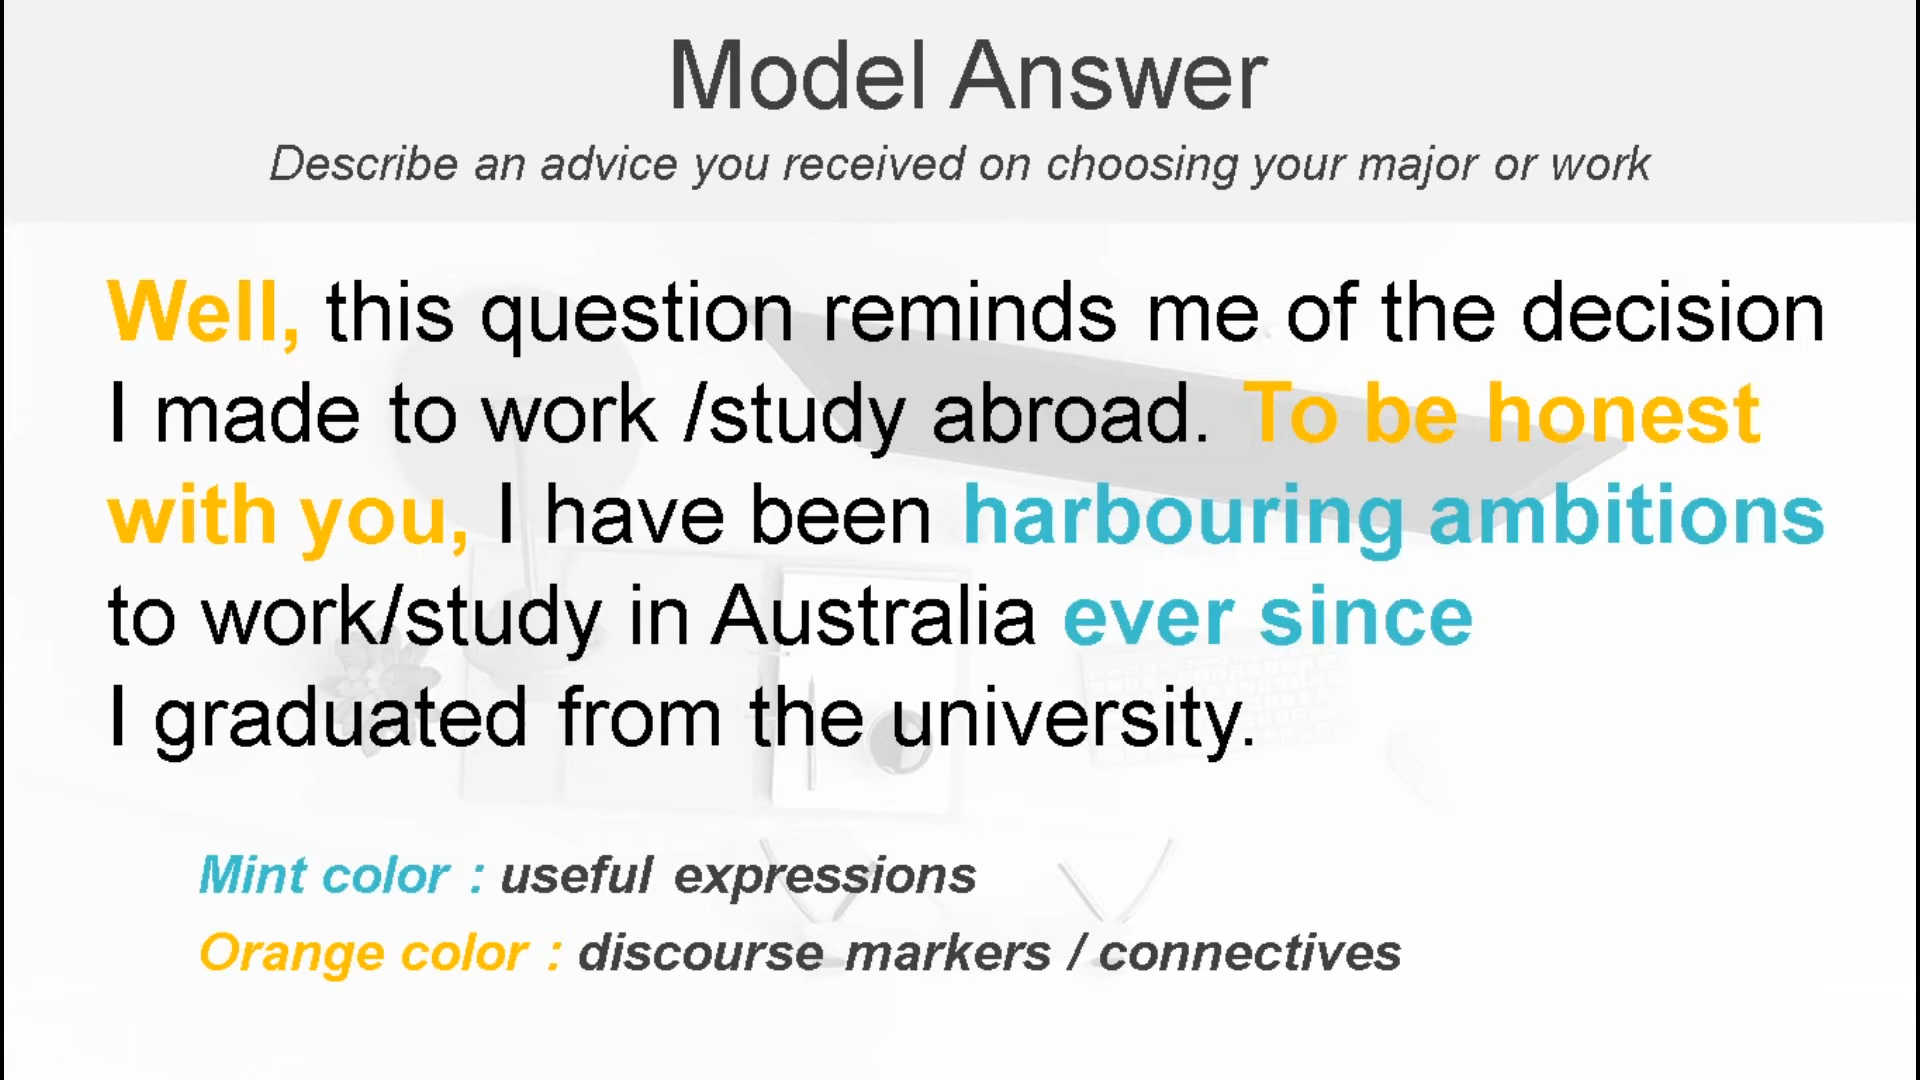 Model Answer
Describe an advice you received on choosing your major or work
Well, this question reminds me of the decision
I made to work /study abroad. To be honest
with you, I have been harbouring ambitions
to work/study in Australia ever since
I graduated from the university.
Mint color : useful expressions
Orange color : discourse markers / connectives